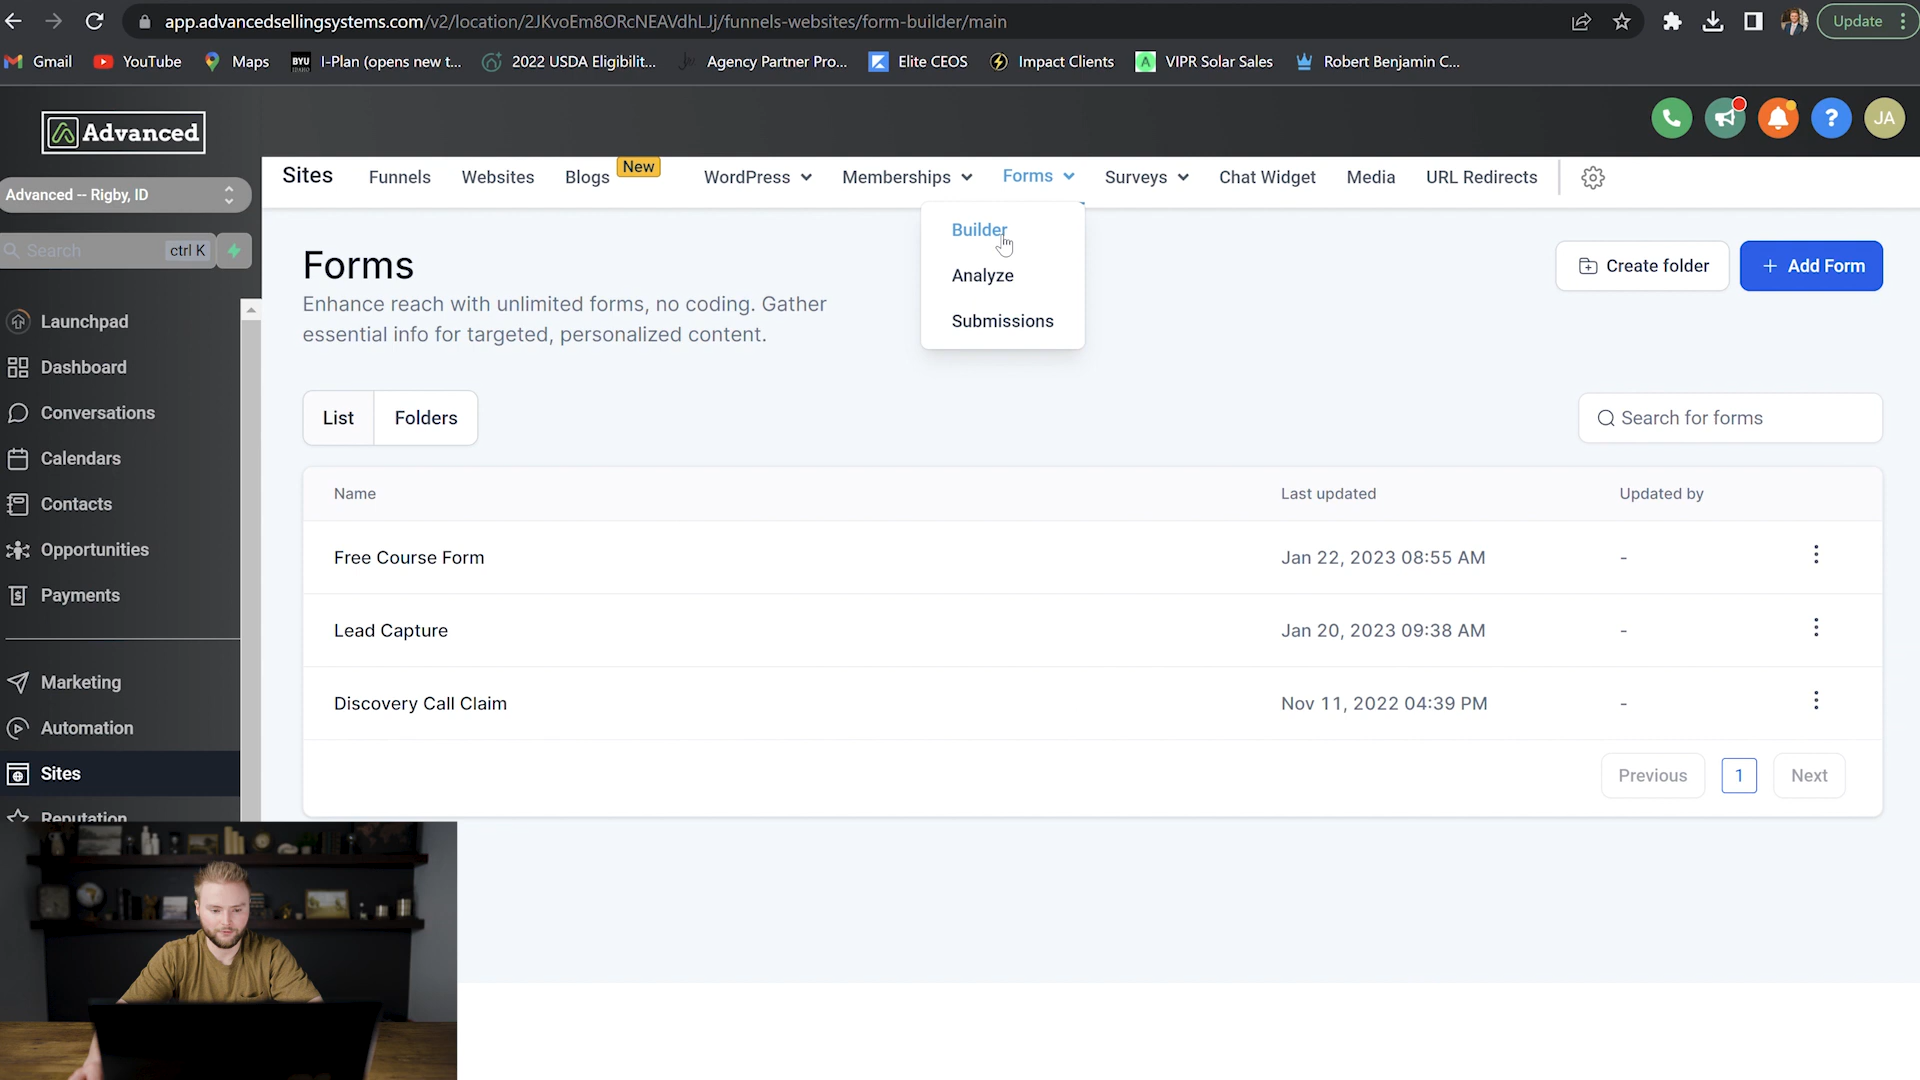 app.advancedsellingsystems.com/v2/location/2JKvoEm8ORcNEAVdhLJj/funnels-websites/form-builder/main
Update
Gmail
YouTube
Maps
BYU
I-Plan (opens new t...
2022 USDA Eligibilit...
Agency Partner Pro...
Elite CEOS
Impact Clients
VIPR Solar Sales
Robert Benjamin C...
Advanced
?
JA
Advanced -- Rigby, ID
Search
ctrl K
Launchpad
Dashboard
Conversations
Calendars
Contacts
Opportunities
Payments
Marketing
Automation
Sites
Reputation
Sites
Funnels
Websites
Blogs
New
WordPress
Memberships
Forms
Surveys
Chat Widget
Media
URL Redirects
Builder
Analyze
Submissions
Forms
Enhance reach with unlimited forms, no coding. Gather
essential info for targeted, personalized content.
Create folder
+ Add Form
List
Folders
Search for forms
Name
Last updated
Updated by
Free Course Form
Jan 22, 2023 08:55 AM
-
Lead Capture
Jan 20, 2023 09:38 AM
-
Discovery Call Claim
Nov 11, 2022 04:39 PM
-
Previous
1
Next